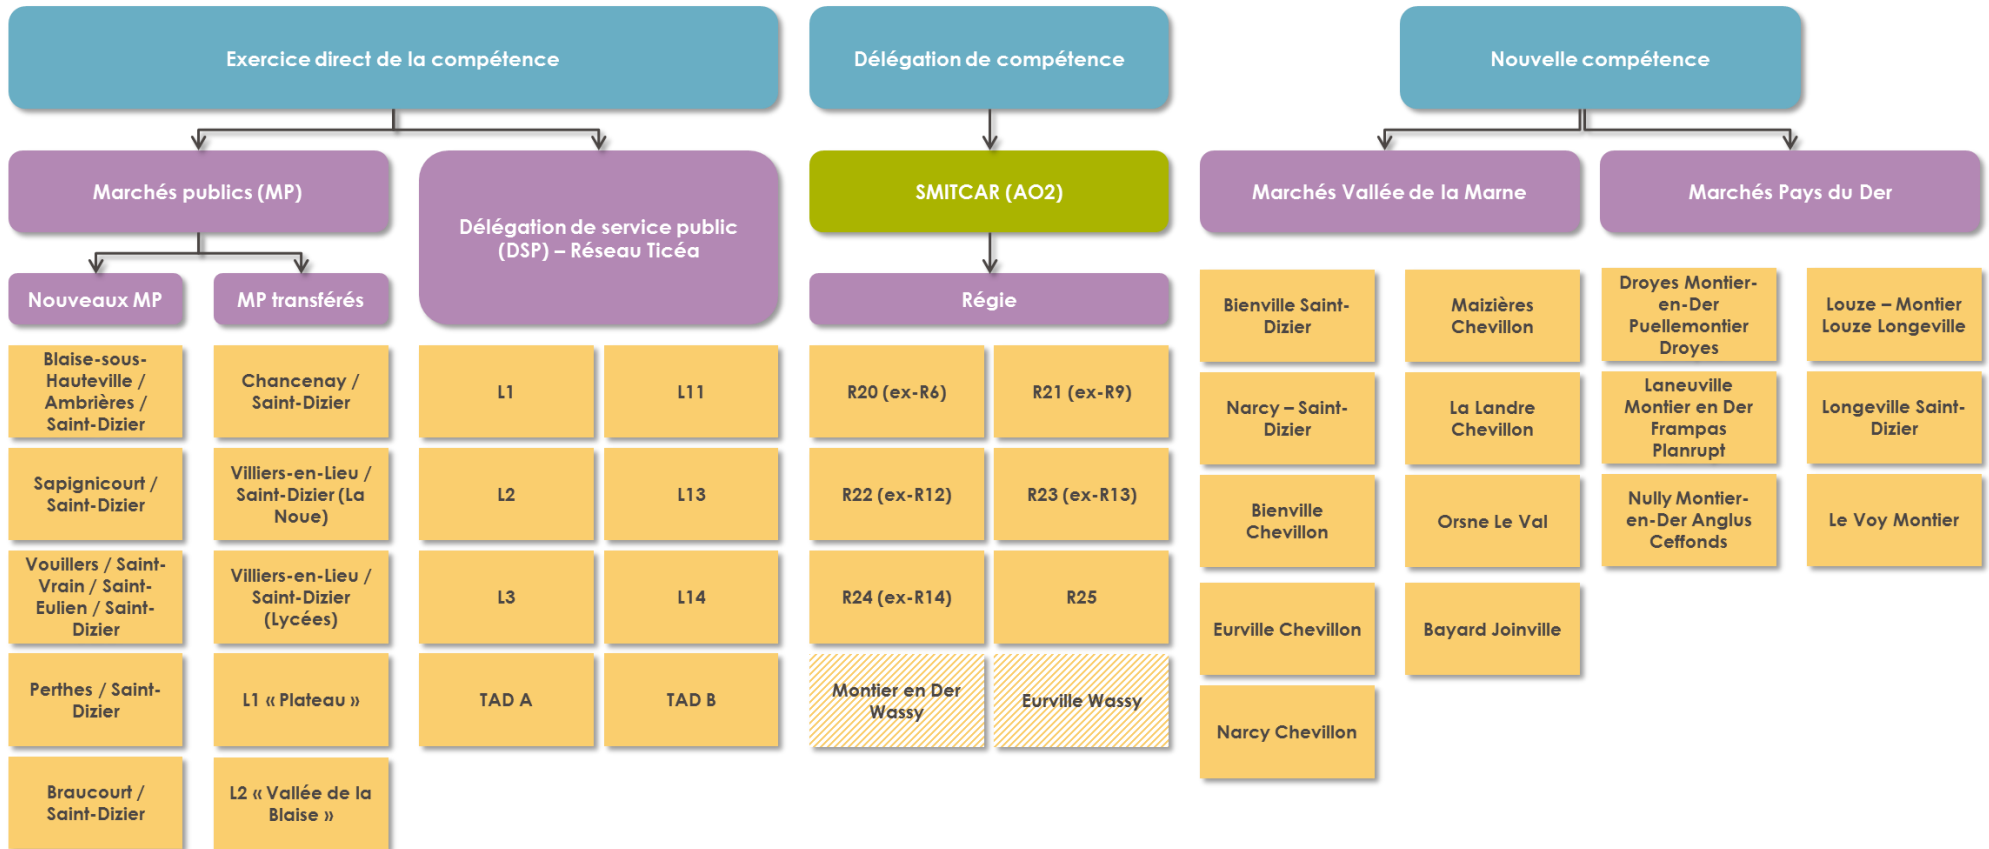 Exercice direct de la compétence
Délégation de compétence
Nouvelle compétence
Marchés publics (MP)
Délégation de service public
(DSP) – Réseau Ticéa
SMITCAR (AO2)
Marchés Vallée de la Marne
Marchés Pays du Der
Nouveaux MP
MP transférés
Régie
Blaise-sous-
Hauteville /
Ambrières /
Saint-Dizier
Sapignicourt /
Saint-Dizier
Vouillers / Saint-
Vrain / Saint-
Eulien / Saint-
Dizier
Perthes / Saint-
Dizier
Braucourt /
Saint-Dizier
Chancenay /
Saint-Dizier
Villiers-en-Lieu /
Saint-Dizier (La
Noue)
Villiers-en-Lieu /
Saint-Dizier
(Lycées)
L1 « Plateau »
L2 « Vallée de la
Blaise »
L1
L11
L2
L13
L3
L14
TAD A
TAD B
R20 (ex-R6)
R21 (ex-R9)
R22 (ex-R12)
R23 (ex-R13)
R24 (ex-R14)
R25
Montier en Der
Wassy
Eurville Wassy
Bienville Saint-
Dizier
Maizières
Chevillon
Narcy – Saint-
Dizier
La Landre
Chevillon
Bienville
Chevillon
Orsne Le Val
Eurville Chevillon
Bayard Joinville
Narcy Chevillon
Droyes Montier-
en-Der
Puellemontier
Droyes
Louze – Montier
Louze Longeville
Laneuville
Montier en Der
Frampas
Planrupt
Longeville Saint-
Dizier
Nully Montier-
en-Der Anglus
Ceffonds
Le Voy Montier